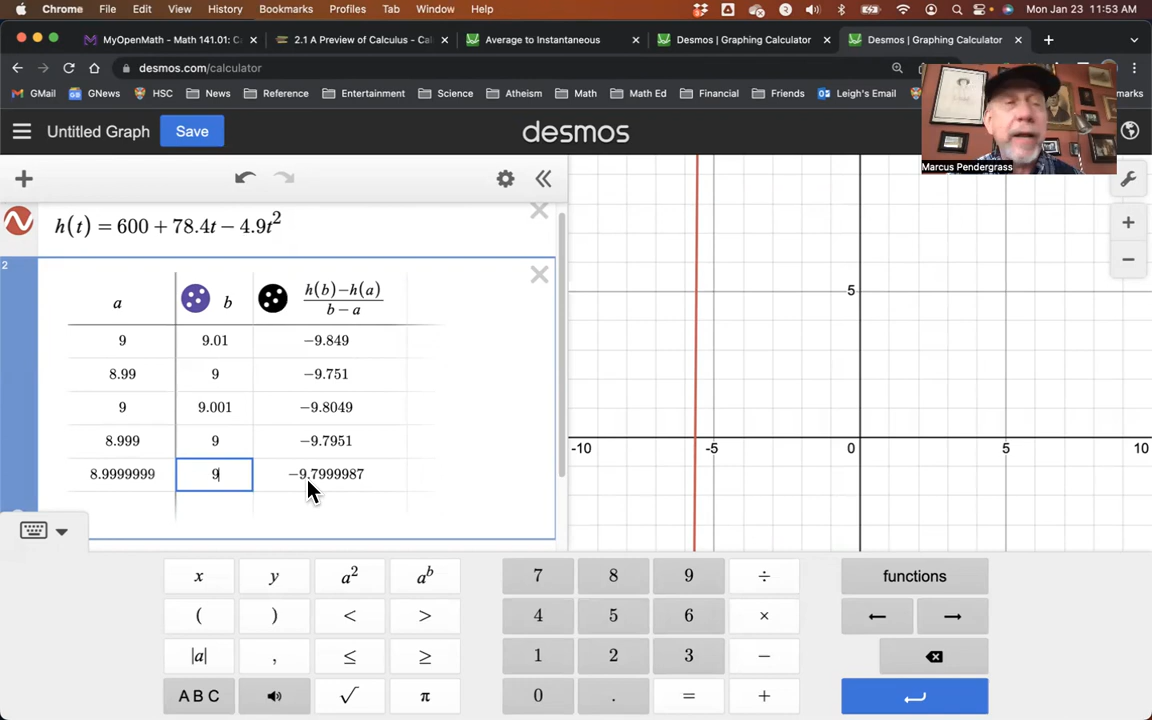 Chrome File Edit View History Bookmarks Profiles Tab Window Help Mon Jan 23 11:53 AM
MyOpenMath - Math 141.01: C 2.1 A Preview of Calculus - Cal Average to Instantaneous Desmos | Graphing Calculator Desmos | Graphing Calculator
desmos.com/calculator
GMail GNews HSC News Reference Entertainment Science Atheism Math Math Ed Financial Friends Leigh's Email marks
Untitled Graph Save desmos
Marcus Pendergrass
h(t) = 600 + 78.4t − 4.9t²
2
a b h(b)−h(a)
b − a
9 9.01 −9.849
8.99 9 −9.751
9 9.001 −9.8049
8.999 9 −9.7951
8.9999999 9 −9.7999987
5
-10 -5 0 5 10
x y a² aᵇ 7 8 9 ÷ functions
( ) < > 4 5 6 × ← →
|a| , ≤ ≥ 1 2 3 −
A B C √ π 0 . = +